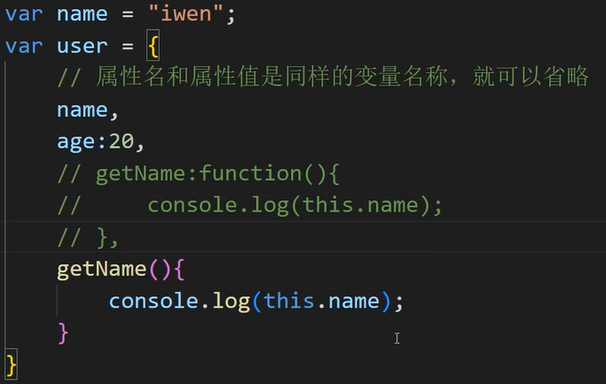 var name = "iwen";
var user = {
    // 属性名和属性值是同样的变量名称，就可以省略
    name,
    age:20,
    // getName:function(){
    //     console.log(this.name);
    // },
    getName(){
        console.log(this.name);
    }
}